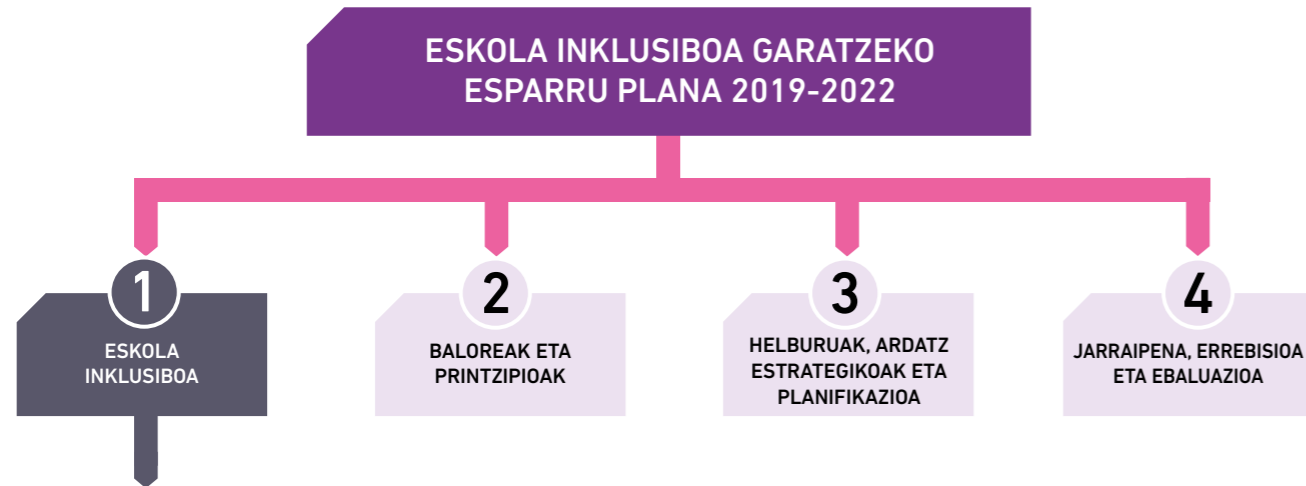 ESKOLA INKLUSIBOA GARATZEKO
ESPARRU PLANA 2019-2022
1
ESKOLA
INKLUSIBOA
2
BALOREAK ETA
PRINTZIPIOAK
3
HELBURUAK, ARDATZ
ESTRATEGIKOAK ETA
PLANIFIKAZIOA
4
JARRAIPENA, ERREBISIOA
ETA EBALUAZIOA